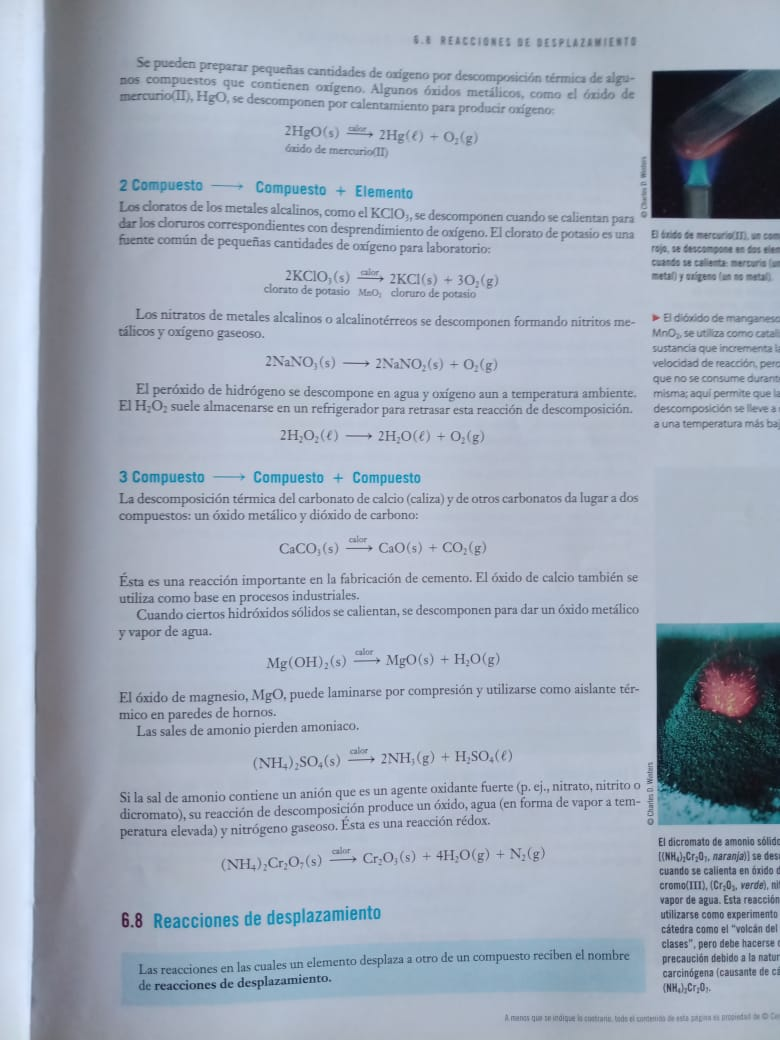 6.8 REACCIONES DE DESPLAZAMIENTO
Se pueden preparar pequeñas cantidades de oxígeno por descomposición térmica de algu-
nos compuestos que contienen oxígeno. Algunos óxidos metálicos, como el óxido de
mercurio(II), HgO, se descomponen por calentamiento para producir oxígeno:
2HgO(s) —calor→ 2Hg(ℓ) + O₂(g)
óxido de mercurio(II)
2 Compuesto ⟶ Compuesto + Elemento
Los cloratos de los metales alcalinos, como el KClO₃, se descomponen cuando se calientan para
dar los cloruros correspondientes con desprendimiento de oxígeno. El clorato de potasio es una
fuente común de pequeñas cantidades de oxígeno para laboratorio:
2KClO₃(s) —calor→ 2KCl(s) + 3O₂(g)
clorato de potasio MnO₂ cloruro de potasio
Los nitratos de metales alcalinos o alcalinotérreos se descomponen formando nitritos me-
tálicos y oxígeno gaseoso.
2NaNO₃(s) ⟶ 2NaNO₂(s) + O₂(g)
El peróxido de hidrógeno se descompone en agua y oxígeno aun a temperatura ambiente.
El H₂O₂ suele almacenarse en un refrigerador para retrasar esta reacción de descomposición.
2H₂O₂(ℓ) ⟶ 2H₂O(ℓ) + O₂(g)
3 Compuesto ⟶ Compuesto + Compuesto
La descomposición térmica del carbonato de calcio (caliza) y de otros carbonatos da lugar a dos
compuestos: un óxido metálico y dióxido de carbono:
CaCO₃(s) —calor→ CaO(s) + CO₂(g)
Ésta es una reacción importante en la fabricación de cemento. El óxido de calcio también se
utiliza como base en procesos industriales.
Cuando ciertos hidróxidos sólidos se calientan, se descomponen para dar un óxido metálico
y vapor de agua.
Mg(OH)₂(s) —calor→ MgO(s) + H₂O(g)
El óxido de magnesio, MgO, puede laminarse por compresión y utilizarse como aislante tér-
mico en paredes de hornos.
Las sales de amonio pierden amoniaco.
(NH₄)₂SO₄(s) —calor→ 2NH₃(g) + H₂SO₄(ℓ)
Si la sal de amonio contiene un anión que es un agente oxidante fuerte (p. ej., nitrato, nitrito o
dicromato), su reacción de descomposición produce un óxido, agua (en forma de vapor a tem-
peratura elevada) y nitrógeno gaseoso. Ésta es una reacción rédox.
(NH₄)₂Cr₂O₇(s) —calor→ Cr₂O₃(s) + 4H₂O(g) + N₂(g)
6.8 Reacciones de desplazamiento
Las reacciones en las cuales un elemento desplaza a otro de un compuesto reciben el nombre
de reacciones de desplazamiento.
© Charles D. Winters
El óxido de mercurio(II), un com
rojo, se descompone en dos elem
cuando se calienta: mercurio (un
metal) y oxígeno (un no metal).
▶ El dióxido de manganeso
MnO₂, se utiliza como catali
sustancia que incrementa la
velocidad de reacción, pero
que no se consume durant
misma; aquí permite que la
descomposición se lleve a
a una temperatura más baj
© Charles D. Winters
El dicromato de amonio sólido
[(NH₄)₂Cr₂O₇, naranja)] se des
cuando se calienta en óxido d
cromo(III), (Cr₂O₃, verde), nit
vapor de agua. Esta reacción
utilizarse como experimento
cátedra como el "volcán del
clases", pero debe hacerse
precaución debido a la natur
carcinógena (causante de cá
(NH₄)₂Cr₂O₇.
A menos que se indique lo contrario, todo el contenido de esta página es propiedad de © Ce